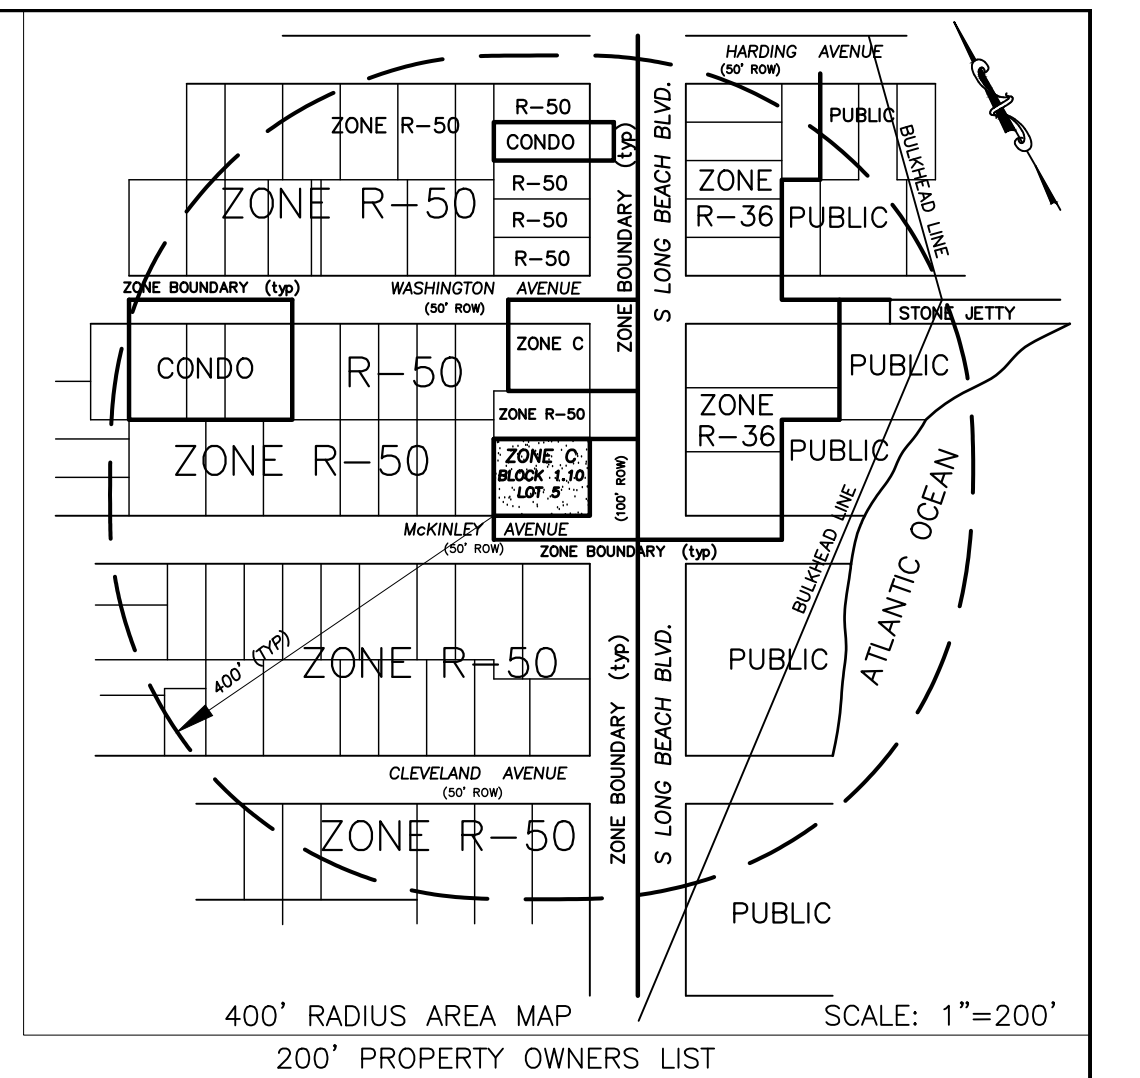 HARDING AVENUE
(50' ROW)
R-50
ZONE R-50
CONDO
PUBLIC
BULKHEAD LINE
ZONE BOUNDARY (typ)
S LONG BEACH BLVD.
R-50
ZONE
R-36
ZONE R-50
R-50
PUBLIC
R-50
ZONE BOUNDARY (typ)
WASHINGTON AVENUE
(50' ROW)
STONE JETTY
ZONE C
CONDO
R-50
PUBLIC
ZONE R-50
ZONE
R-36
ZONE R-50
ZONE C
BLOCK 1.10
LOT 5
(100' ROW)
PUBLIC
McKINLEY AVENUE
(50' ROW)
ZONE BOUNDARY (typ)
BULKHEAD LINE
ATLANTIC OCEAN
400' (TYP)
ZONE R-50
ZONE BOUNDARY (typ)
S LONG BEACH BLVD.
PUBLIC
CLEVELAND AVENUE
(50' ROW)
ZONE R-50
PUBLIC
400' RADIUS AREA MAP
SCALE: 1"=200'
200' PROPERTY OWNERS LIST